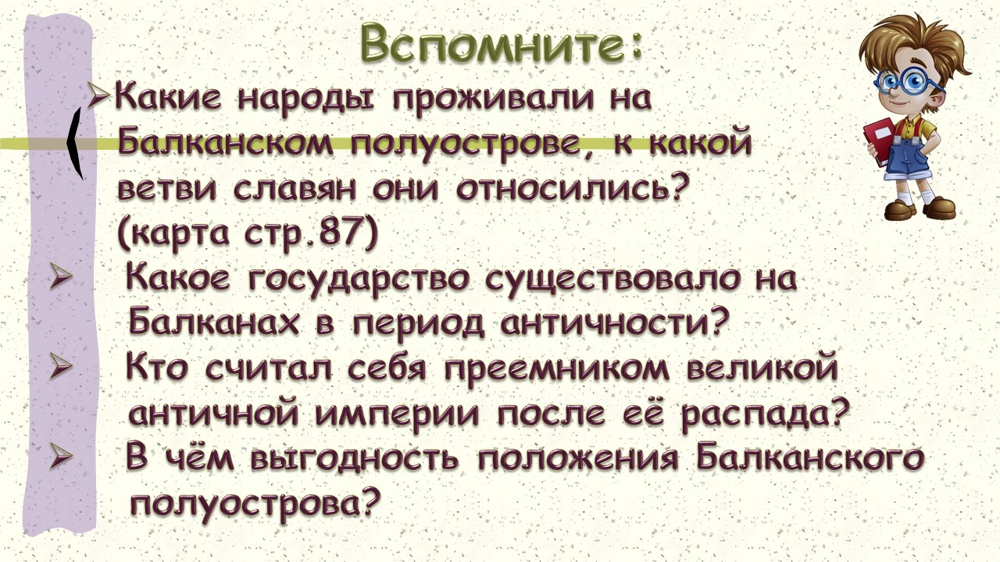 Вспомните:
Какие народы проживали на
Балканском полуострове, к какой
ветви славян они относились?
(карта стр.87)
Какое государство существовало на
Балканах в период античности?
Кто считал себя преемником великой
античной империи после её распада?
В чём выгодность положения Балканского
полуострова?